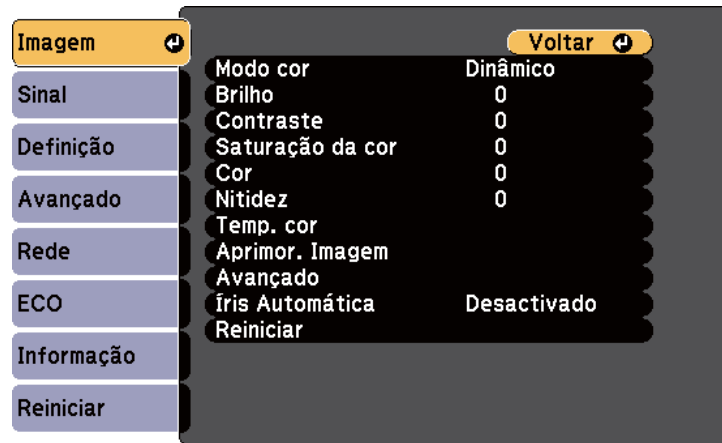 Imagem
Sinal
Definição
Avançado
Rede
ECO
Informação
Reiniciar
Voltar
Modo cor Dinâmico
Brilho 0
Contraste 0
Saturação da cor 0
Cor 0
Nitidez 0
Temp. cor
Aprimor. Imagem
Avançado
Íris Automática Desactivado
Reiniciar